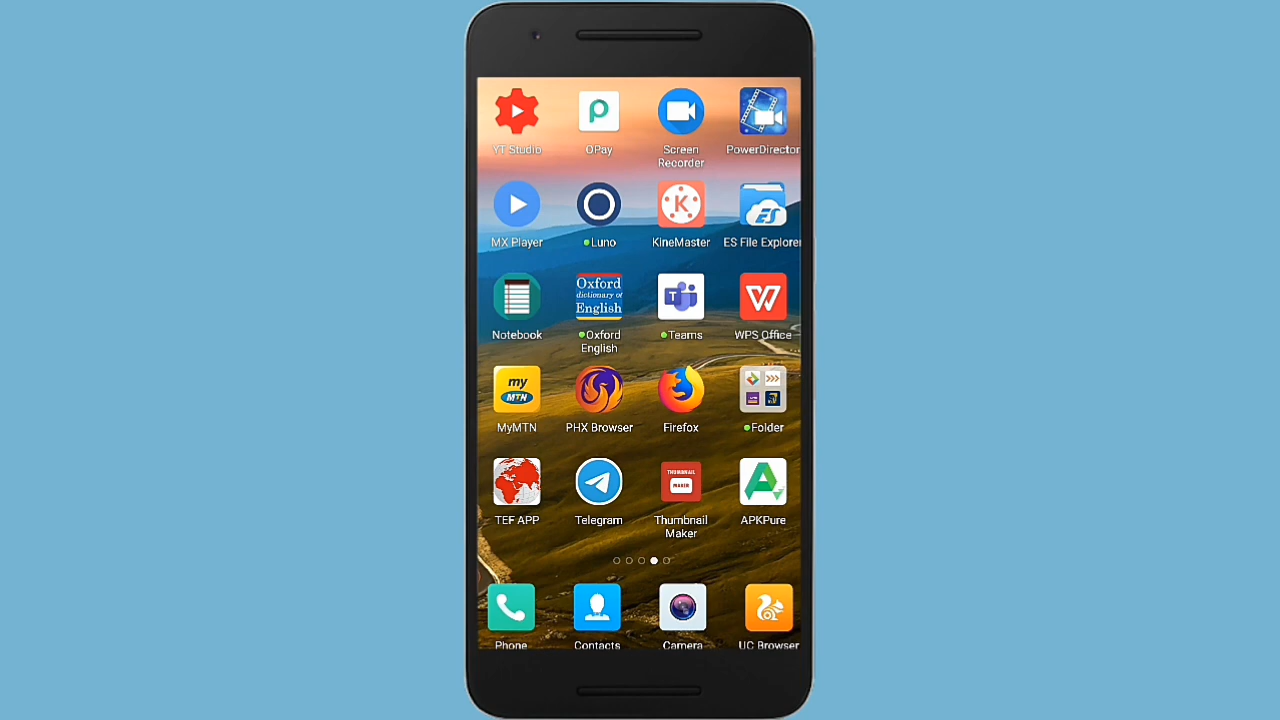 YT Studio
OPay
Screen
Recorder
PowerDirector
MX Player
Luno
K
KineMaster
ES
ES File Explorer
Notebook
Oxford
dictionary of
English
Oxford
English
T
Teams
W
WPS Office
my
MTN
MyMTN
PHX Browser
Firefox
Folder
TEF APP
Telegram
THUMBNAIL
MAKER
Thumbnail
Maker
APKPure
Phone
Contacts
Camera
UC Browser